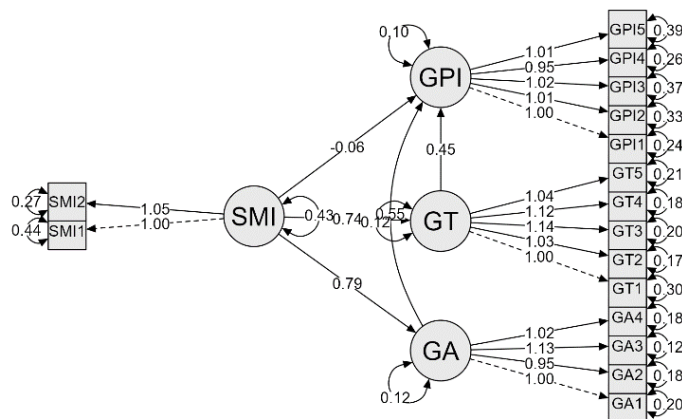 0.10
GPI
1.01
0.95
1.02
1.01
1.00
GPI5
0.39
GPI4
0.26
GPI3
0.37
GPI2
0.33
GPI1
0.24
-0.06
0.45
SMI2
0.27
SMI1
0.44
1.05
1.00
SMI
0.43
0.74
0.55
0.12
GT
1.04
1.12
1.14
1.03
1.00
GT5
0.21
GT4
0.18
GT3
0.20
GT2
0.17
GT1
0.30
0.79
GA
0.12
1.02
1.13
0.95
1.00
GA4
0.18
GA3
0.12
GA2
0.18
GA1
0.20